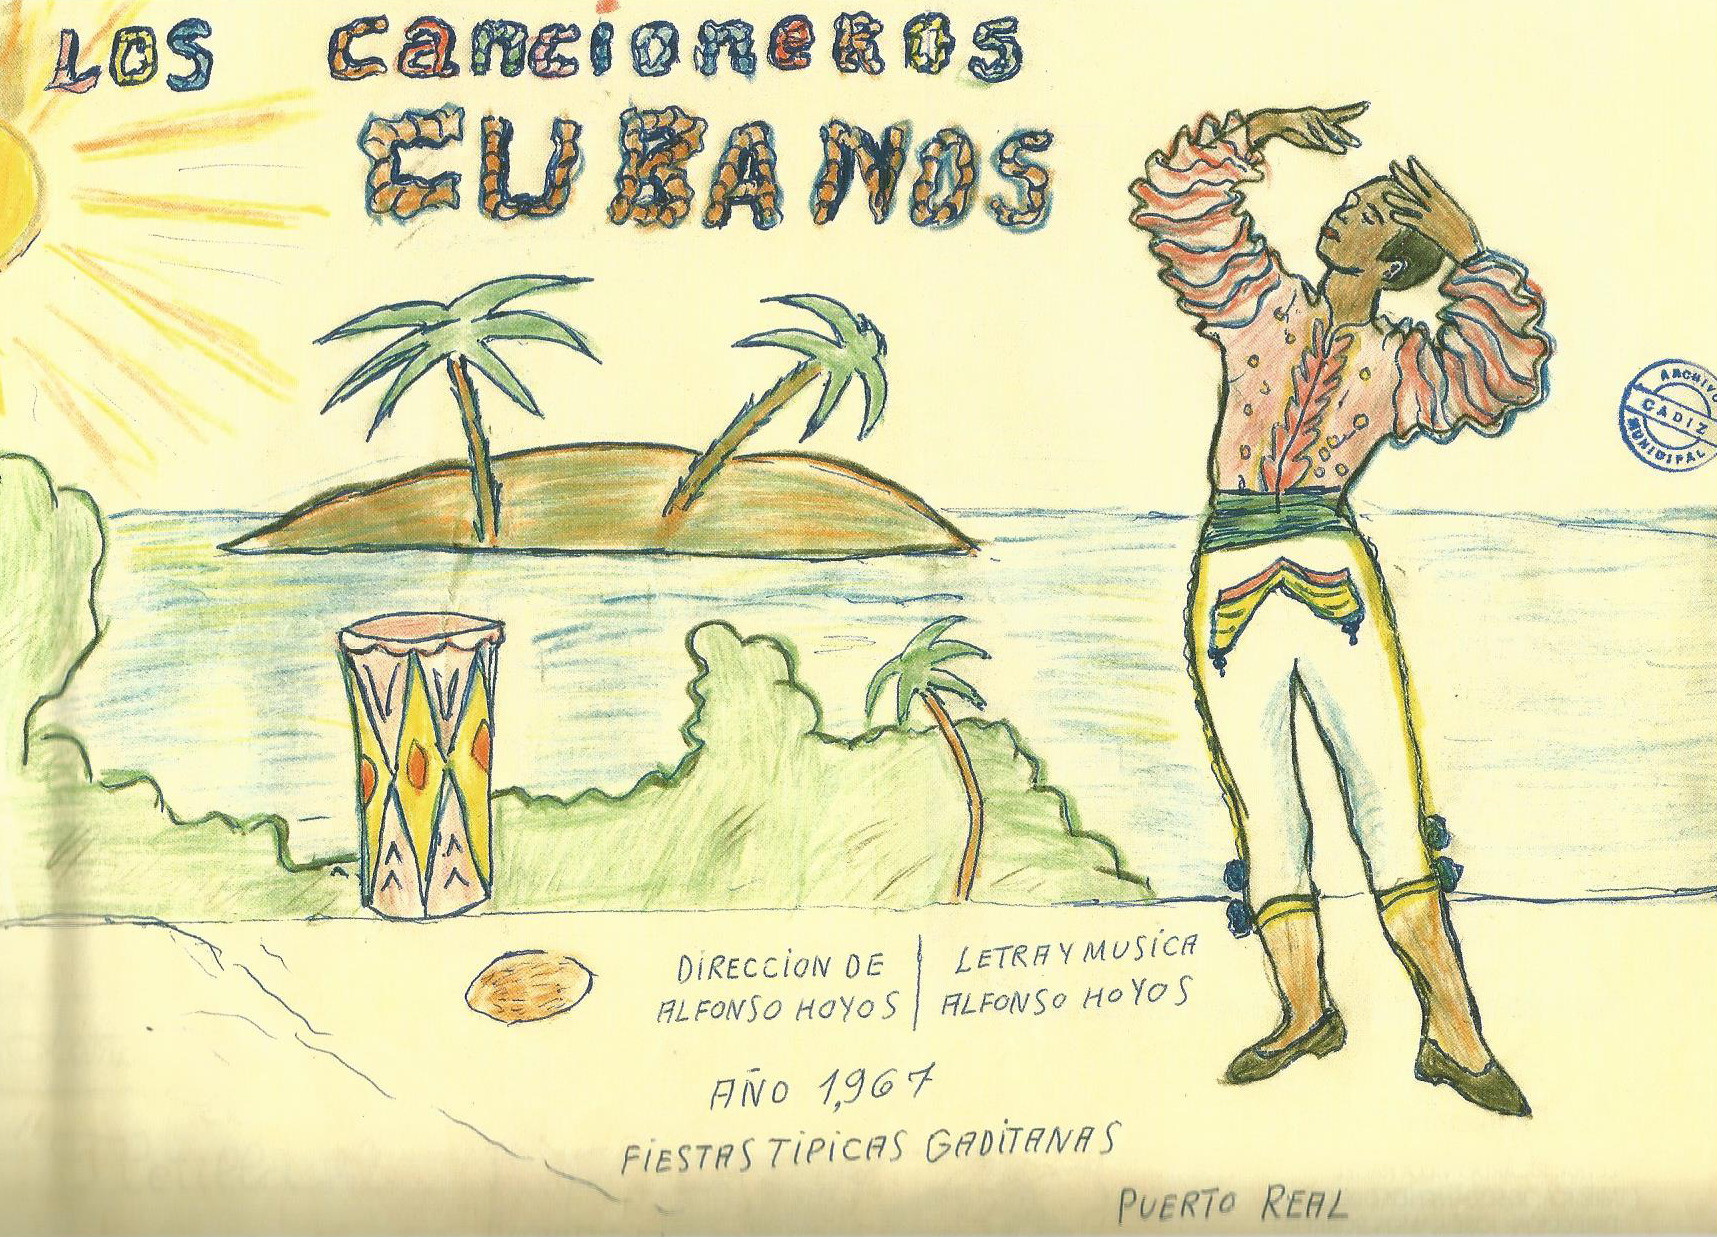 LOS CANCIONEROS
CUBANOS
ARCHIVO
CADIZ
MUNICIPAL
DIRECCION DE
ALFONSO HOYOS
LETRA Y MUSICA
ALFONSO HOYOS
AÑO 1,967
FIESTAS TIPICAS GADITANAS
PUERTO REAL